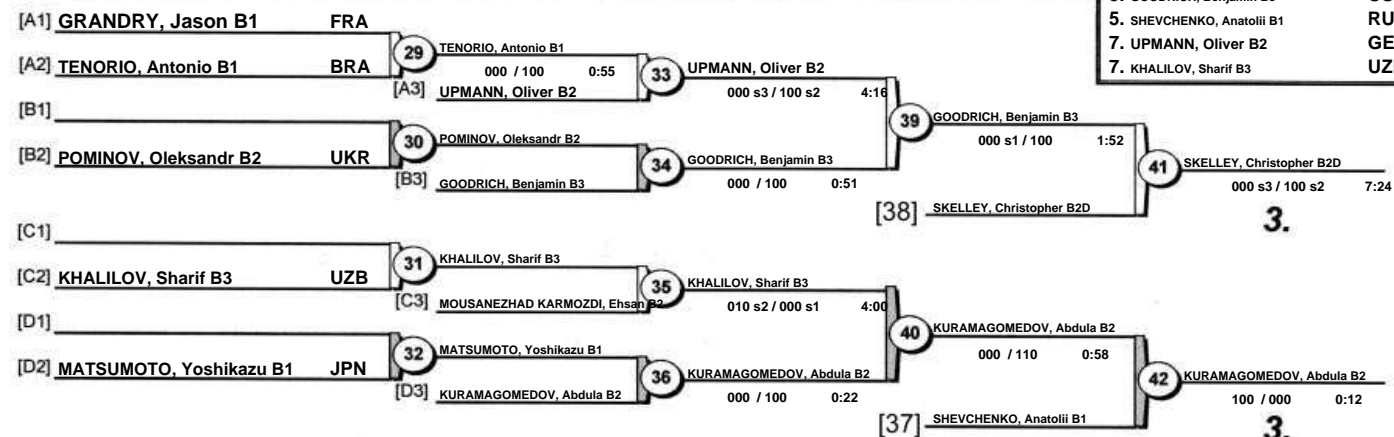 5. SHEVCHENKO, Anatolii B1 RU
7. UPMANN, Oliver B2 GE
7. KHALILOV, Sharif B3 UZ
[A1] GRANDRY, Jason B1 FRA
29 TENORIO, Antonio B1
000 / 100 0:55
[A2] TENORIO, Antonio B1 BRA
[A3] UPMANN, Oliver B2
33 UPMANN, Oliver B2
000 s3 / 100 s2 4:16
[B1]
30 POMINOV, Oleksandr B2
[B2] POMINOV, Oleksandr B2 UKR
[B3] GOODRICH, Benjamin B3
34 GOODRICH, Benjamin B3
000 / 100 0:51
39 GOODRICH, Benjamin B3
000 s1 / 100 1:52
[38] SKELLEY, Christopher B2D
41 SKELLEY, Christopher B2D
000 s3 / 100 s2 7:24
3.
[C1]
31 KHALILOV, Sharif B3
[C2] KHALILOV, Sharif B3 UZB
[C3] MOUSANEZHAD KARMOZDI, Ehsan B2
35 KHALILOV, Sharif B3
010 s2 / 000 s1 4:00
[D1]
32 MATSUMOTO, Yoshikazu B1
[D2] MATSUMOTO, Yoshikazu B1 JPN
[D3] KURAMAGOMEDOV, Abdula B2
36 KURAMAGOMEDOV, Abdula B2
000 / 100 0:22
40 KURAMAGOMEDOV, Abdula B2
000 / 110 0:58
[37] SHEVCHENKO, Anatolii B1
42 KURAMAGOMEDOV, Abdula B2
100 / 000 0:12
3.